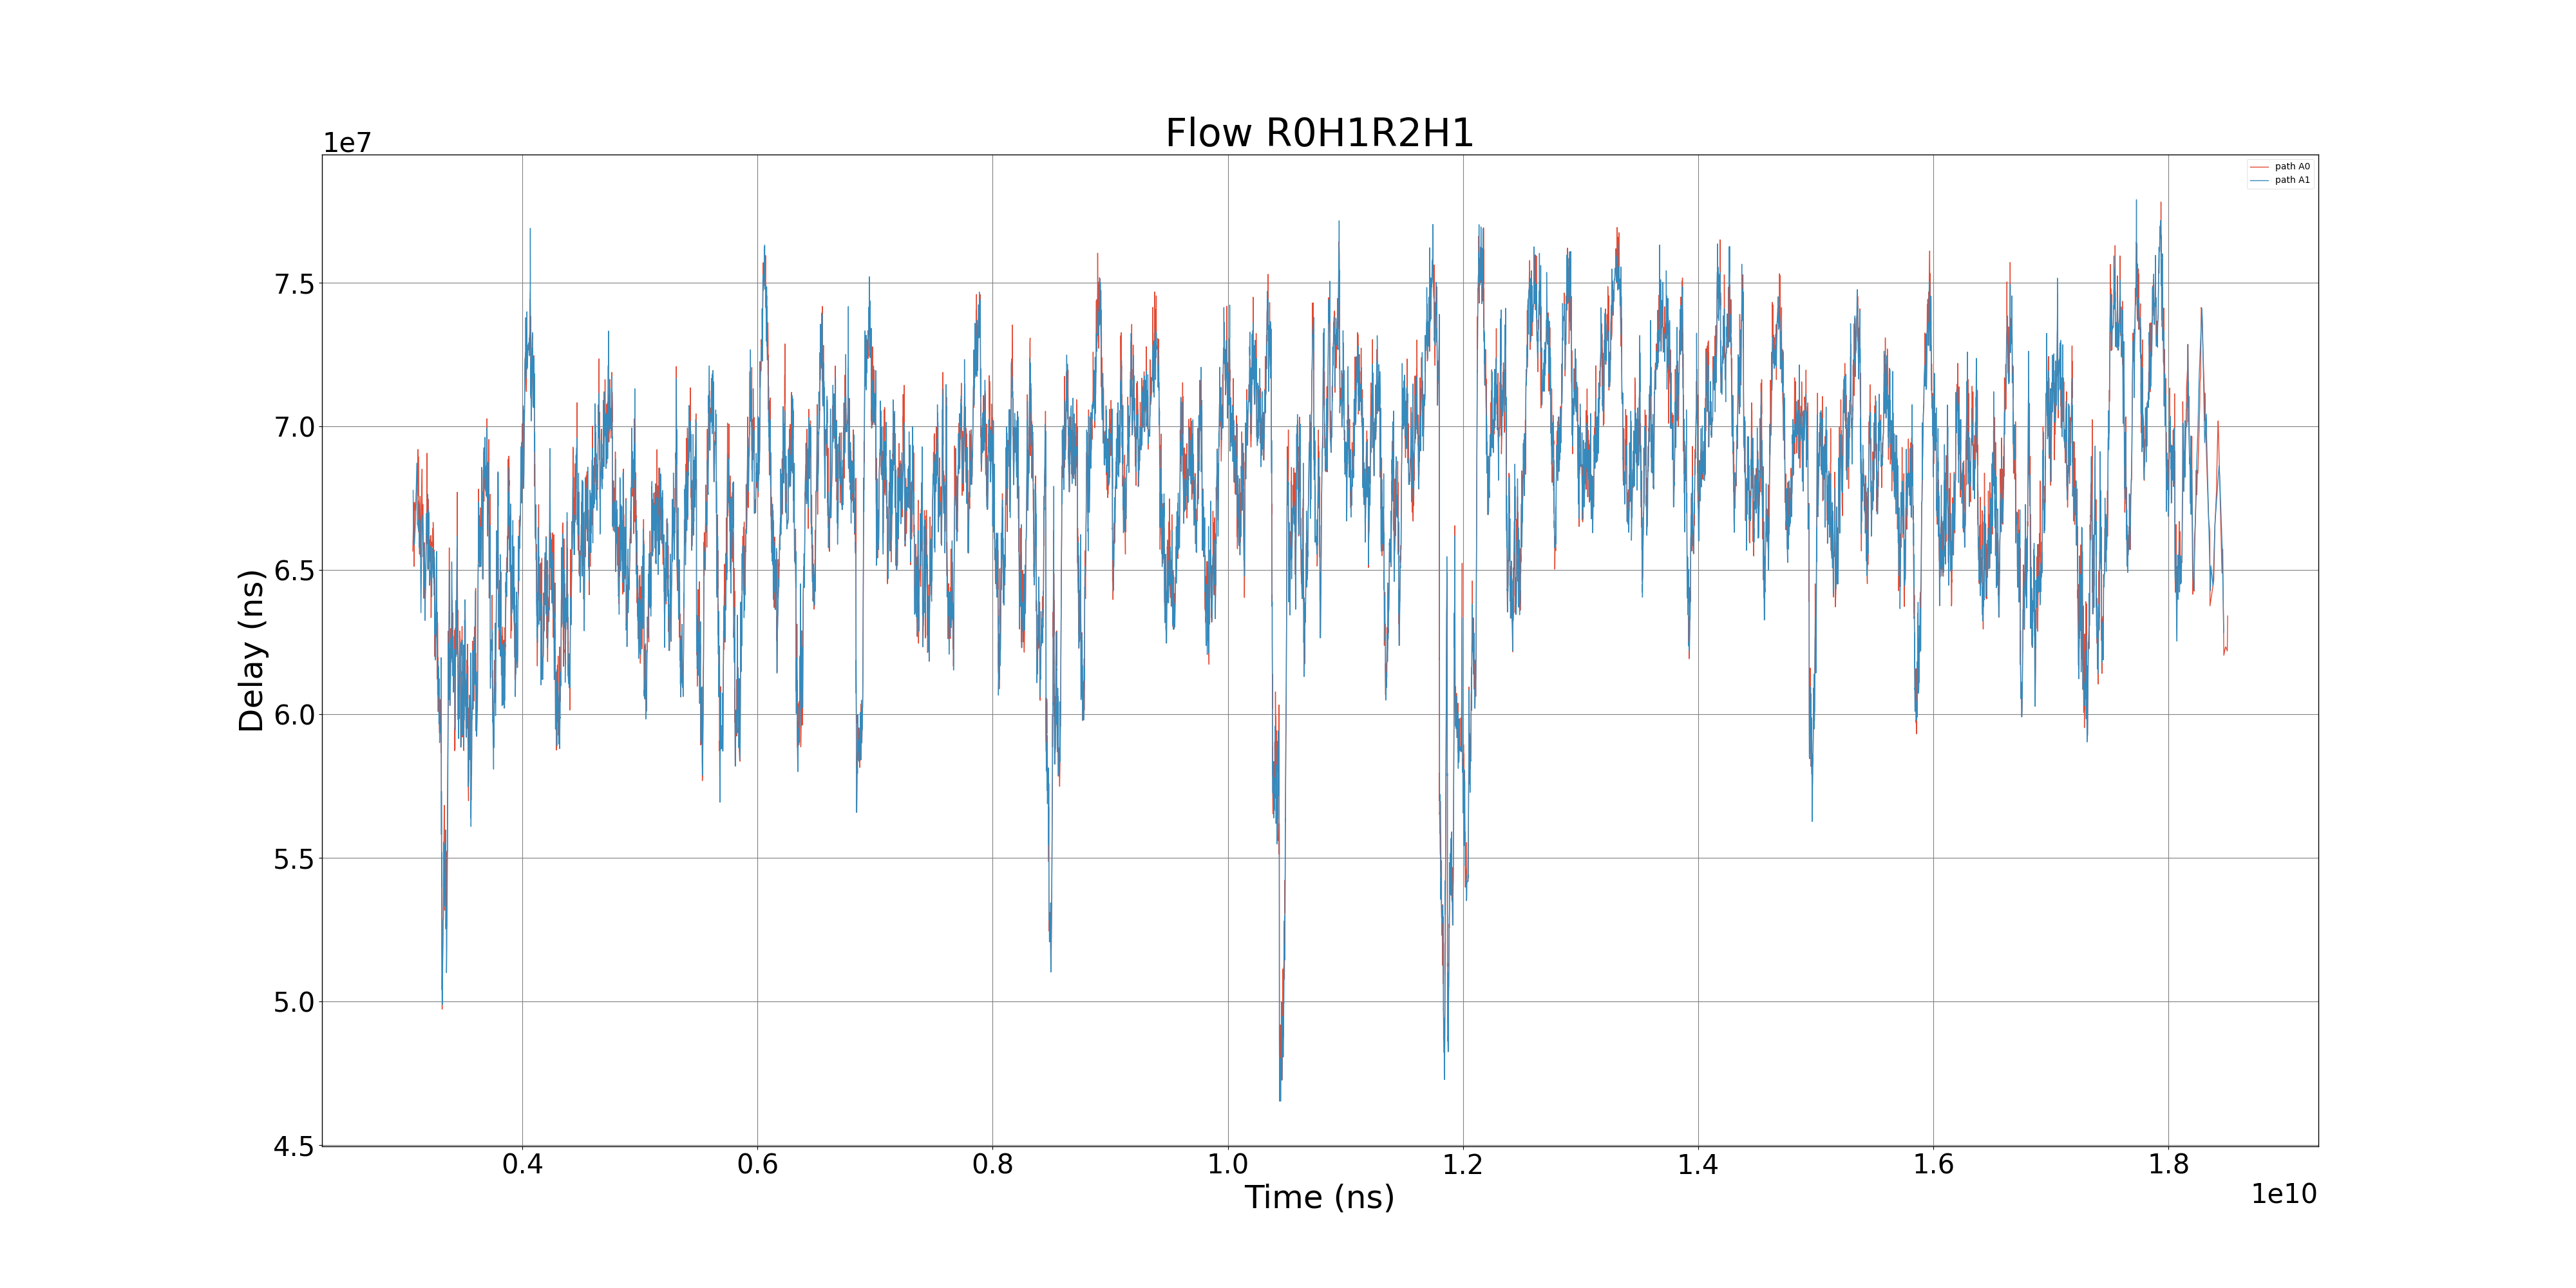 Flow R0H1R2H1
1e7
path A0
path A1
7.5
7.0
6.5
6.0
5.5
5.0
4.5
Delay (ns)
0.4 0.6 0.8 1.0 1.2 1.4 1.6 1.8
Time (ns)
1e10